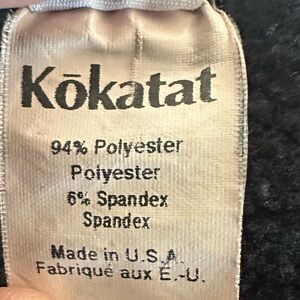 Kōkatat
94% Polyester
Polyester
6% Spandex
Spandex
Made in U.S.A.
Fabriqué aux E.-U.